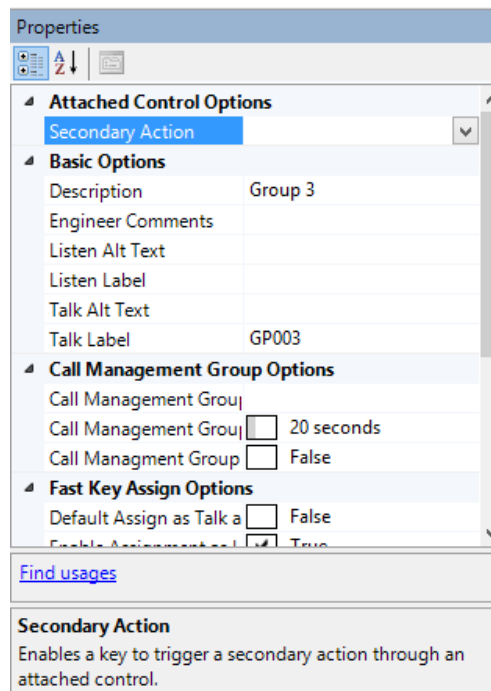 Properties
Attached Control Options
Secondary Action
Basic Options
Description Group 3
Engineer Comments
Listen Alt Text
Listen Label
Talk Alt Text
Talk Label GP003
Call Management Group Options
Call Management Grou
Call Management Grou 20 seconds
Call Managment Group False
Fast Key Assign Options
Default Assign as Talk a False
Enable Assignment as True
Find usages
Secondary Action
Enables a key to trigger a secondary action through an
attached control.